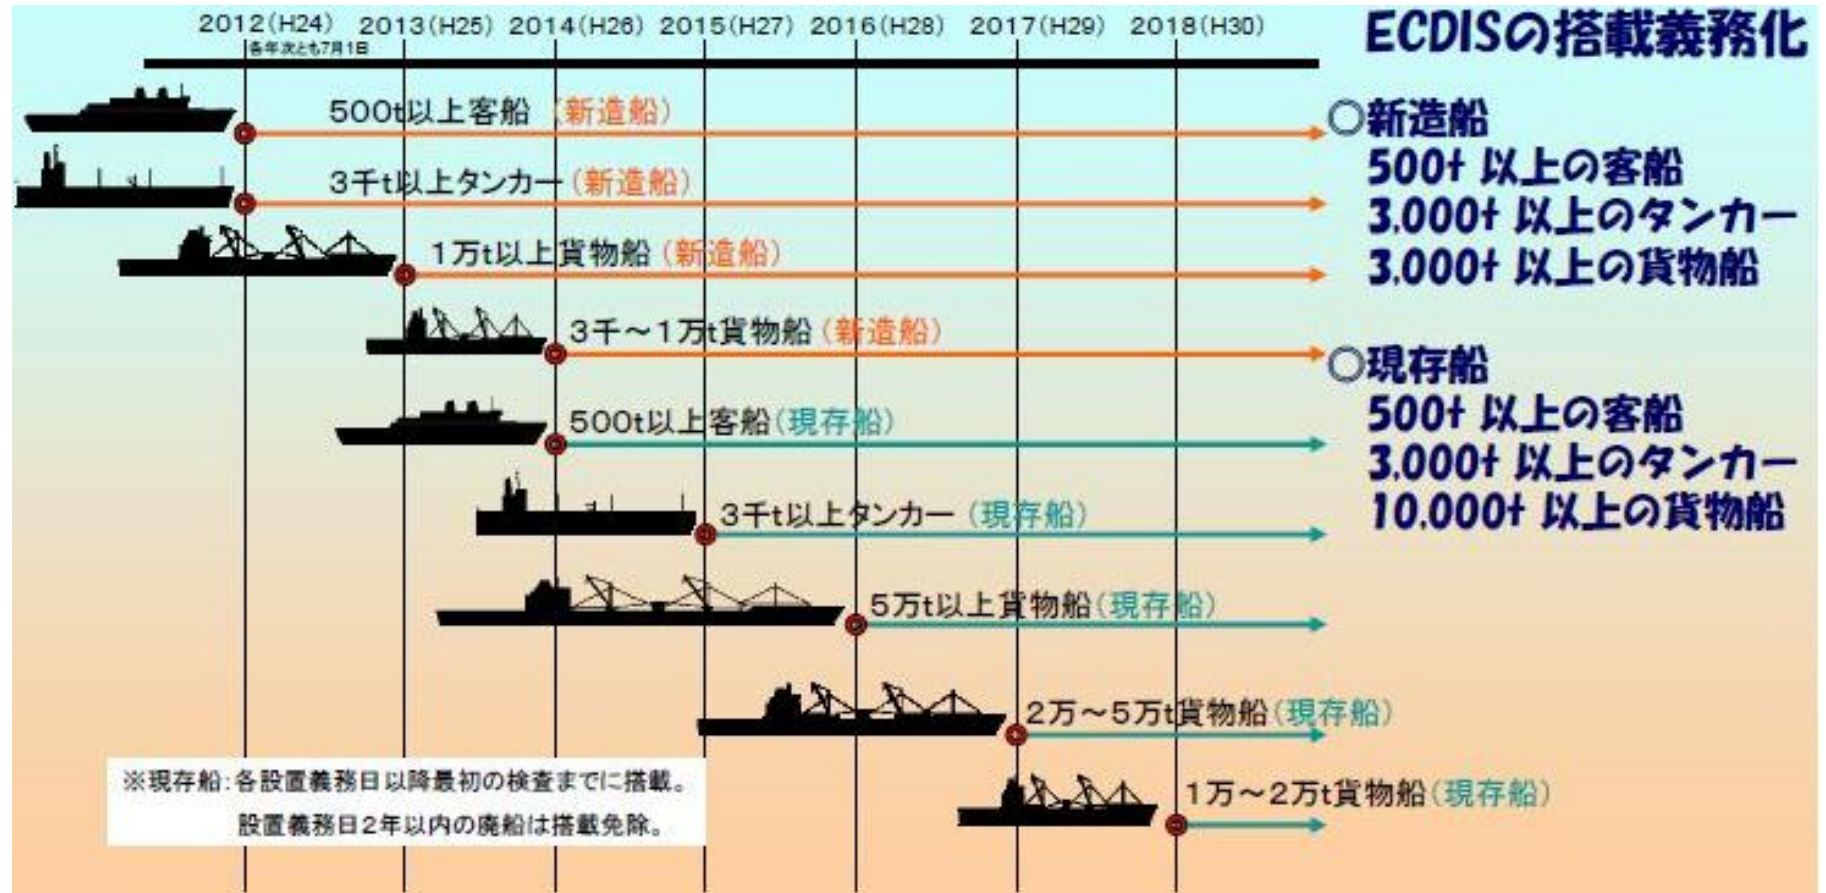 2012(H24) 2013(H25) 2014(H26) 2015(H27) 2016(H28) 2017(H29) 2018(H30)
各年次とも7月1日
ECDISの搭載義務化
500t以上客船 (新造船)
3千t以上タンカー(新造船)
1万t以上貨物船(新造船)
3千~1万t貨物船(新造船)
500t以上客船(現存船)
3千t以上タンカー(現存船)
5万t以上貨物船(現存船)
2万~5万t貨物船(現存船)
1万~2万t貨物船(現存船)
○新造船
500t 以上の客船
3,000t 以上のタンカー
3,000t 以上の貨物船
○現存船
500t 以上の客船
3,000t 以上のタンカー
10,000t 以上の貨物船
※現存船:各設置義務日以降最初の検査までに搭載。
設置義務日2年以内の廃船は搭載免除。